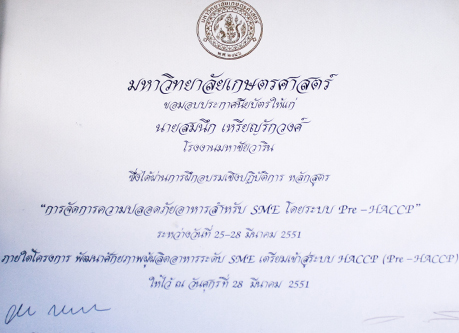 มหาวิทยาลัยเกษตรศาสตร์
ขอมอบประกาศนียบัตรให้แก่
นายสมนึก เหรียญรักวงศ์
โรงงานมหาชัยวาริน
ซึ่งได้ผ่านการฝึกอบรมเชิงปฏิบัติการ หลักสูตร
“การจัดการความปลอดภัยอาหารสำหรับ SME โดยระบบ Pre-HACCP”
ระหว่างวันที่ 25-28 มีนาคม 2551
ภายใต้โครงการ พัฒนาศักยภาพผู้ผลิตอาหารระดับ SME เตรียมเข้าสู่ระบบ HACCP (Pre-HACCP)
ให้ไว้ ณ วันศุกร์ที่ 28 มีนาคม 2551